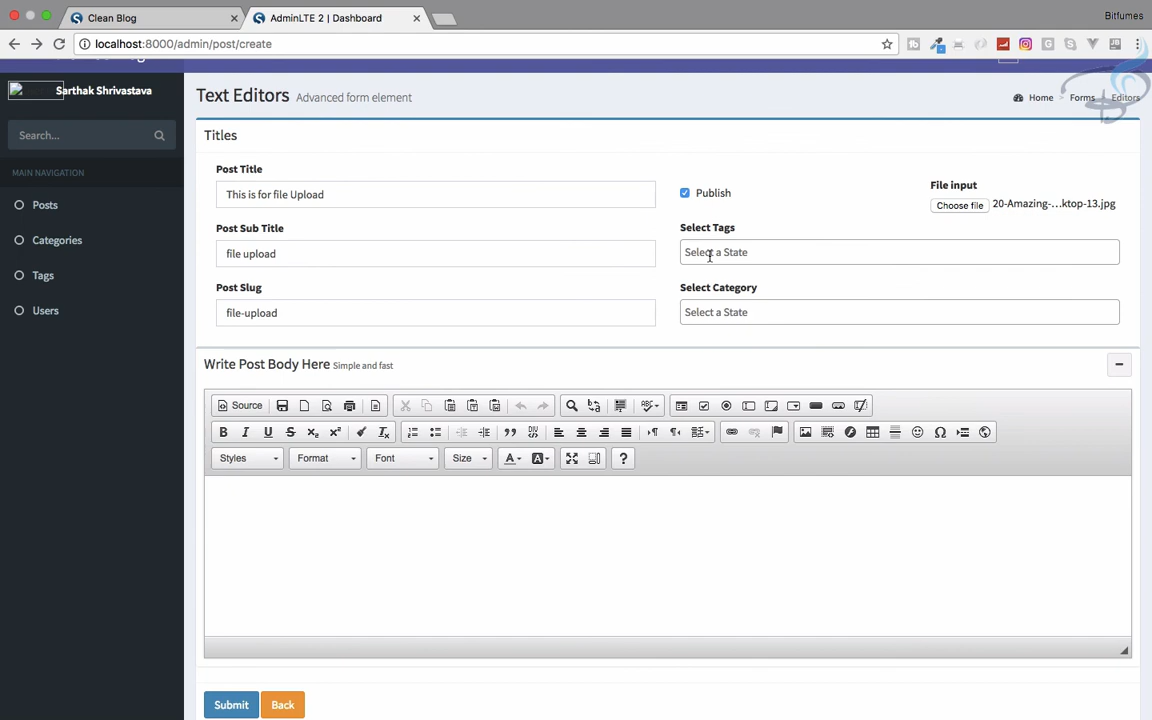 Clean Blog
AdminLTE 2 | Dashboard
Bitfumes
localhost:8000/admin/post/create
Sarthak Shrivastava
Search...
MAIN NAVIGATION
Posts
Categories
Tags
Users
Text Editors Advanced form element
Home > Forms > Editors
Titles
Post Title
This is for file Upload
Post Sub Title
file upload
Post Slug
file-upload
Publish
File input
Choose file 20-Amazing-...ktop-13.jpg
Select Tags
Select a State
Select Category
Select a State
Write Post Body Here Simple and fast
Source
Styles Format Font Size
Submit Back